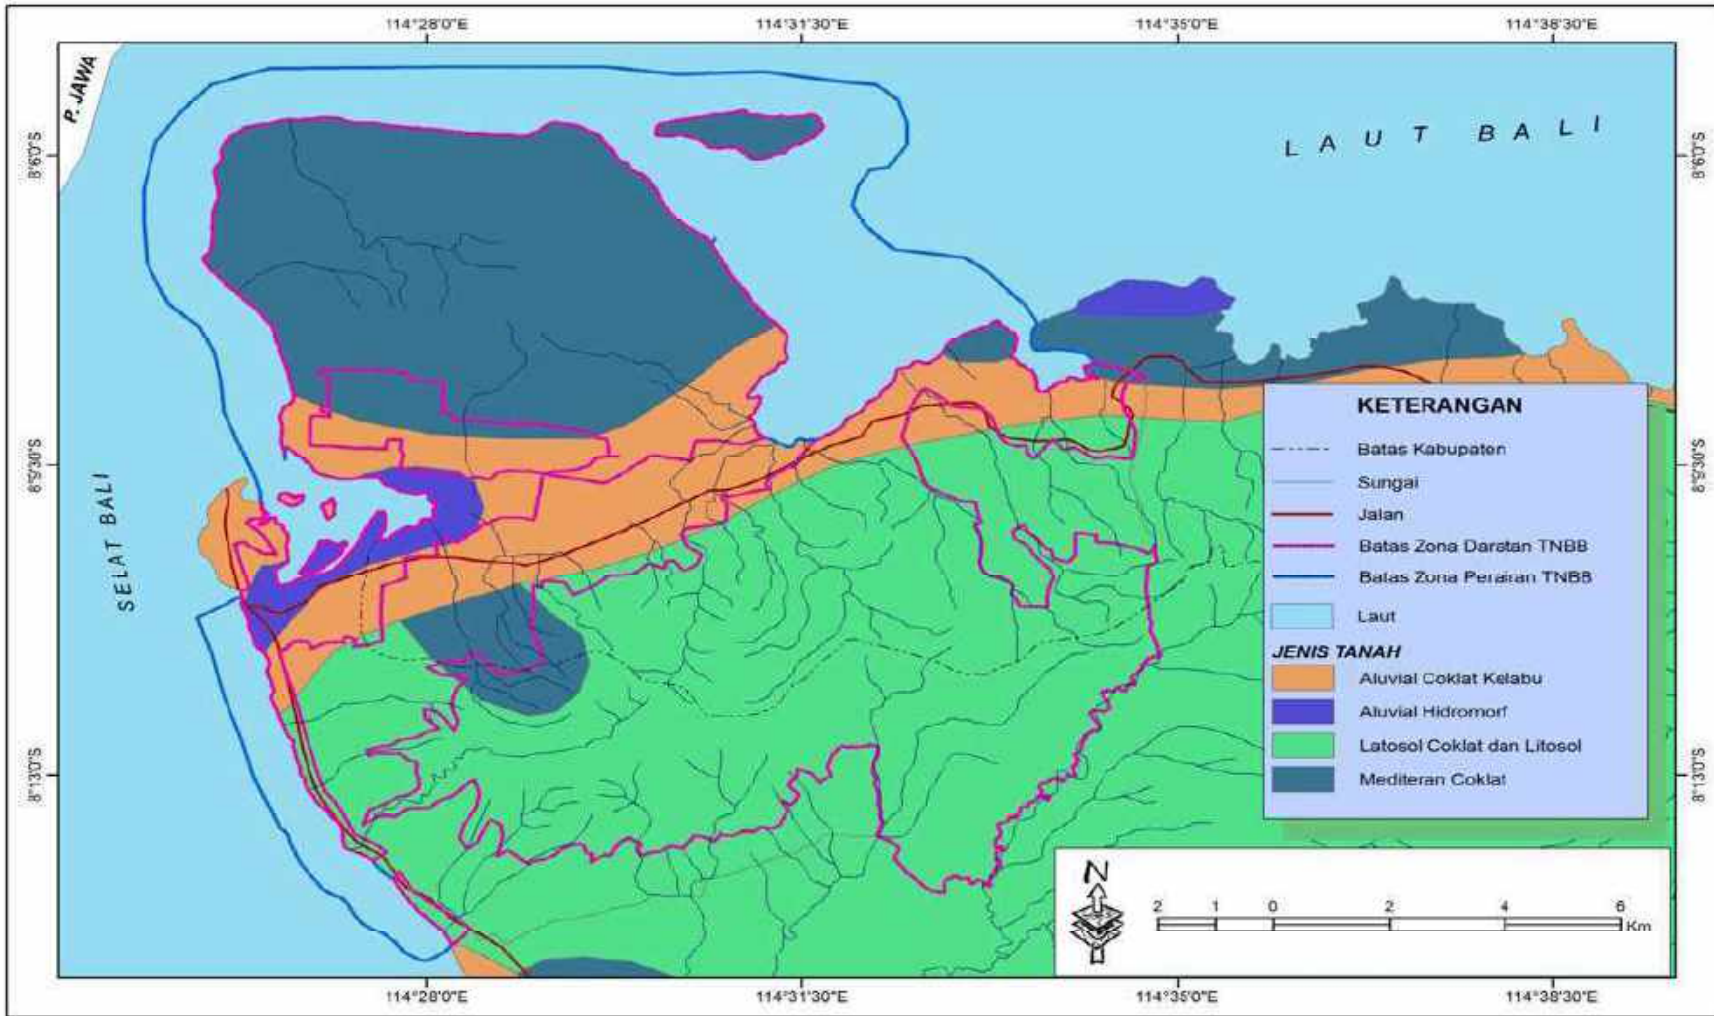 114°28'0"E 114°31'30"E 114°35'0"E 114°38'30"E
P. JAWA
LAUT BALI
8°6'0"S 8°6'0"S
8°9'30"S 8°9'30"S
SELAT BALI
8°13'0"S 8°13'0"S
KETERANGAN
Batas Kabupaten
Sungai
Jalan
Batas Zona Daratan TNBB
Batas Zona Perairan TNBB
Laut
JENIS TANAH
Aluvial Coklat Kelabu
Aluvial Hidromorf
Latosol Coklat dan Litosol
Mediteran Coklat
N
2 1 0 2 4 6
Km
114°28'0"E 114°31'30"E 114°35'0"E 114°38'30"E